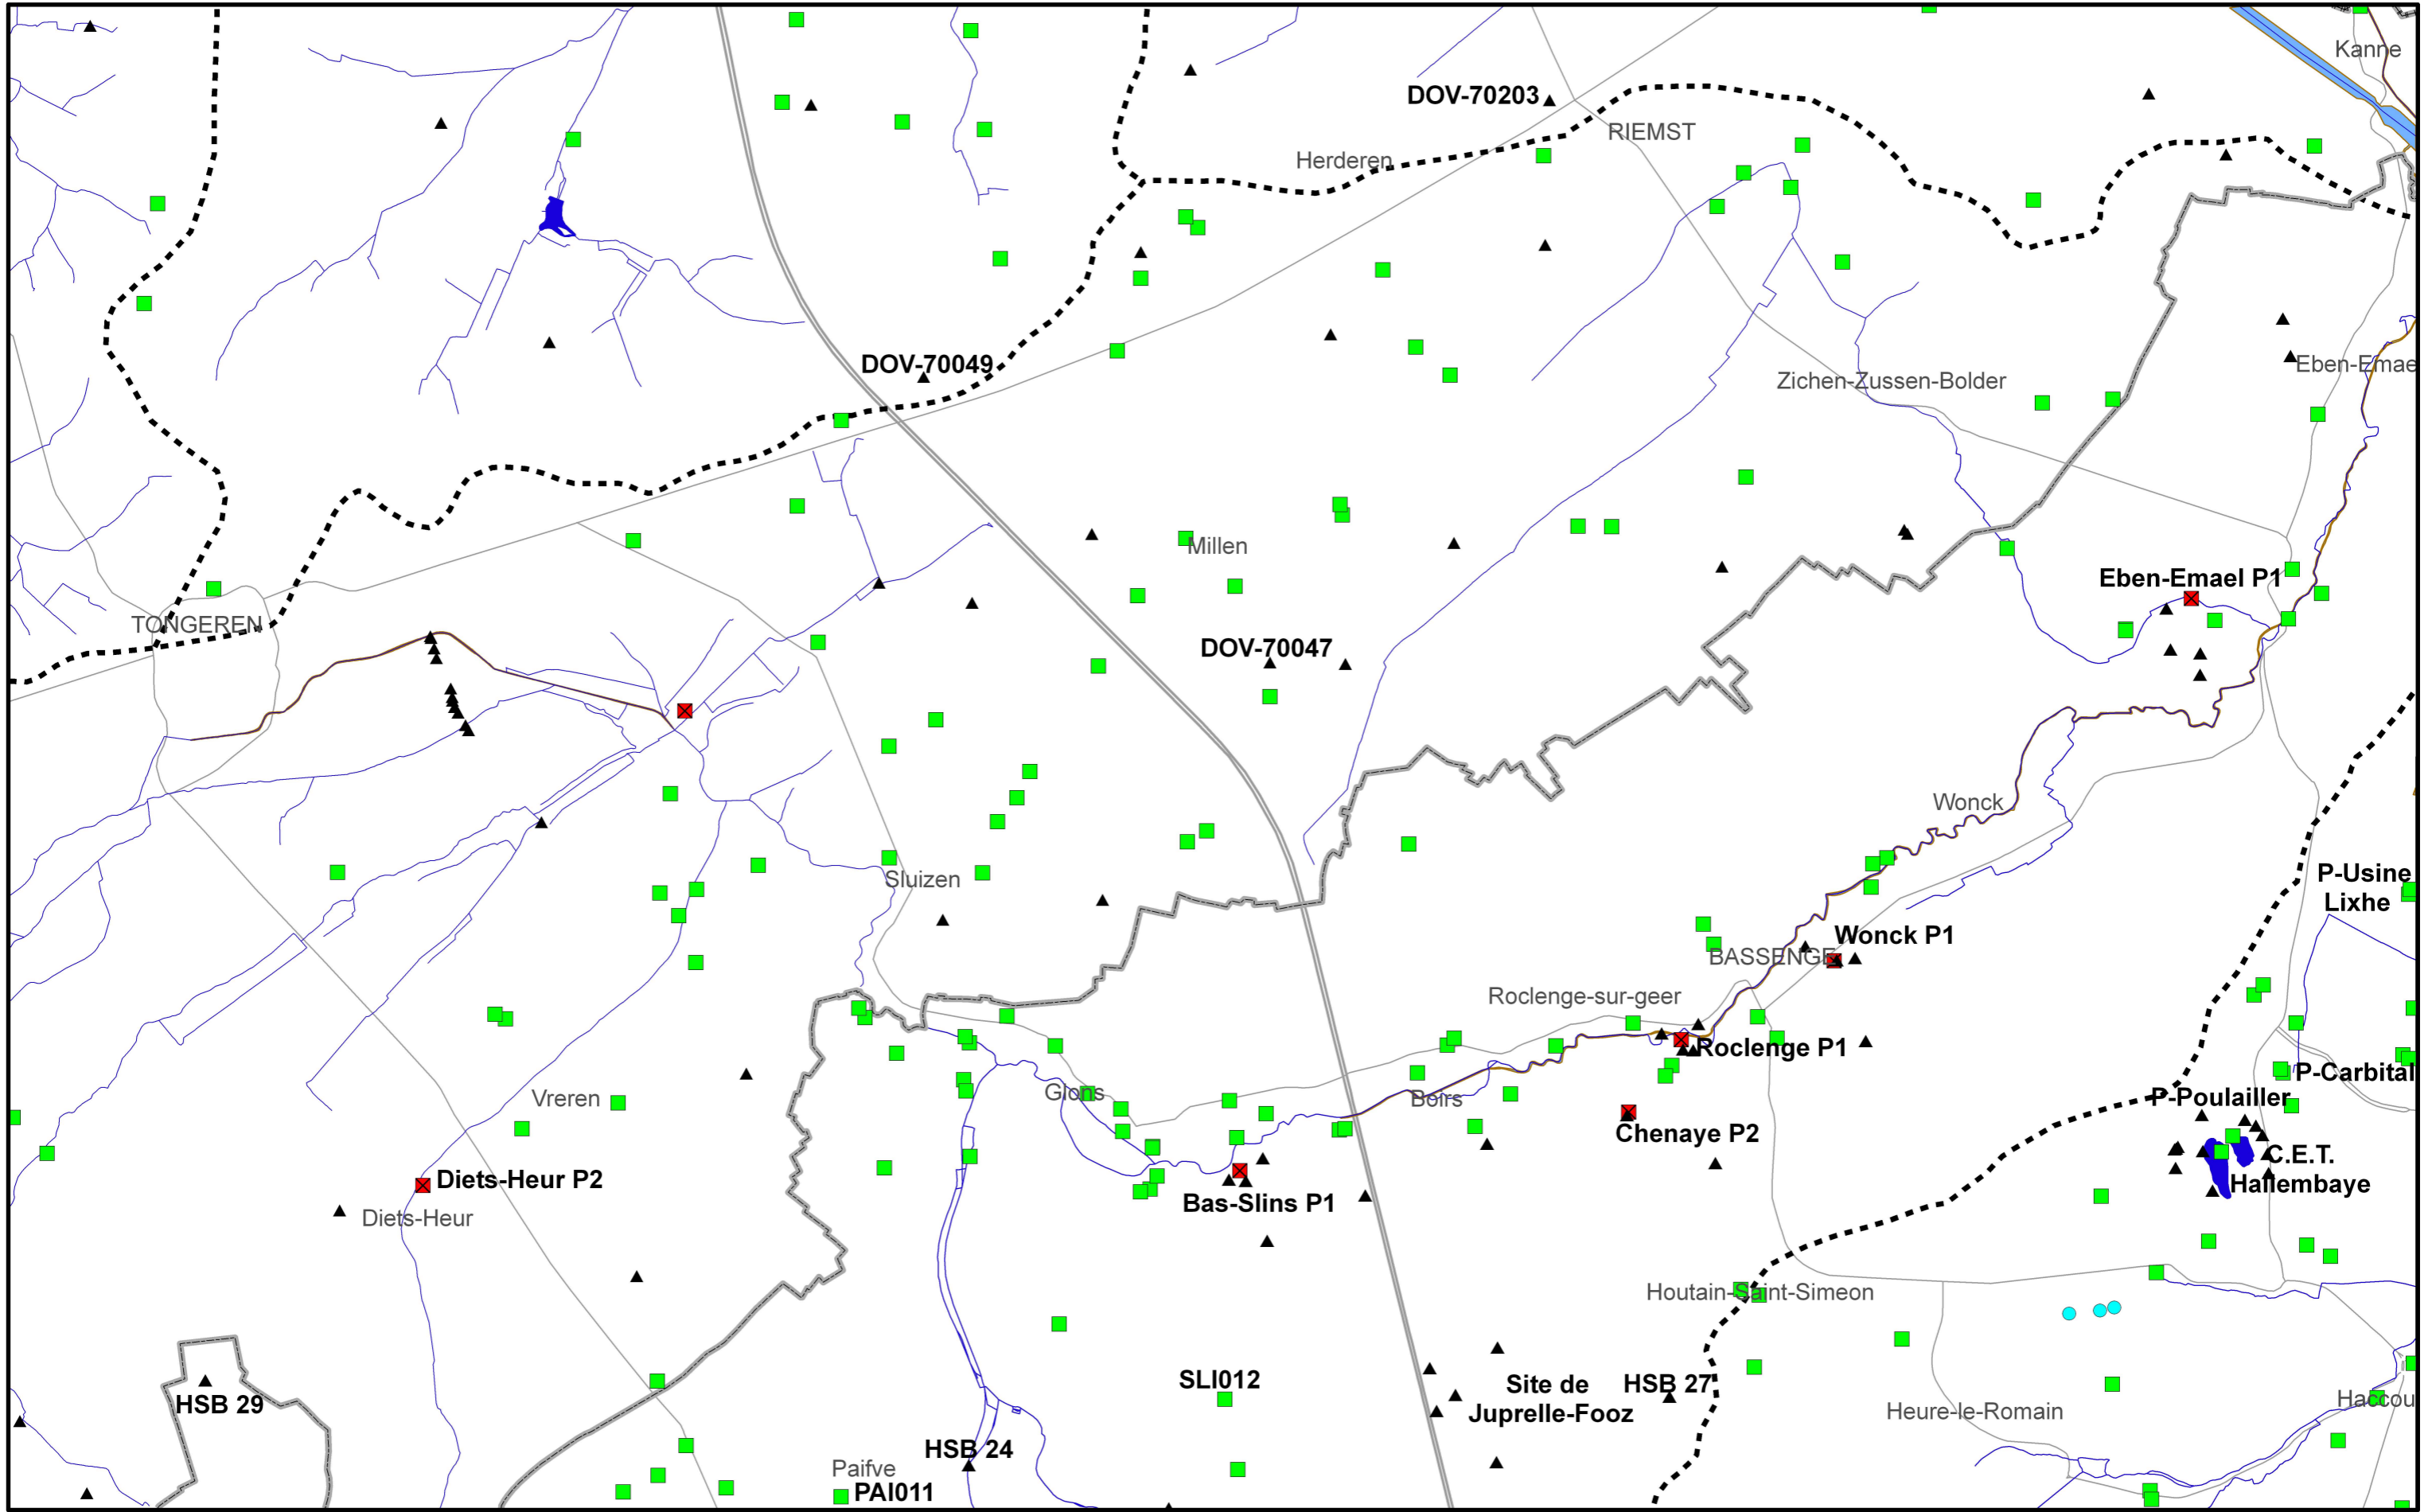 Kanne
DOV-70203
RIEMST
Herderen
DOV-70049
Eben-Emae
Zichen-Zussen-Bolder
Millen
Eben-Emael P1
TONGEREN
DOV-70047
Wonck
P-Usine
Lixhe
Sluizen
Wonck P1
BASSENGE
Roclenge-sur-geer
Roclenge P1
P-Carbital
Glons
Boirs
Vreren
P-Poulailler
Chenaye P2
C.E.T.
Hallembaye
Diets-Heur P2
Bas-Slins P1
Diets-Heur
Houtain-Saint-Simeon
SLI012
Site de
Juprelle-Fooz
HSB 27
HSB 29
Haccou
Heure-le-Romain
HSB 24
Paifve
PAI011